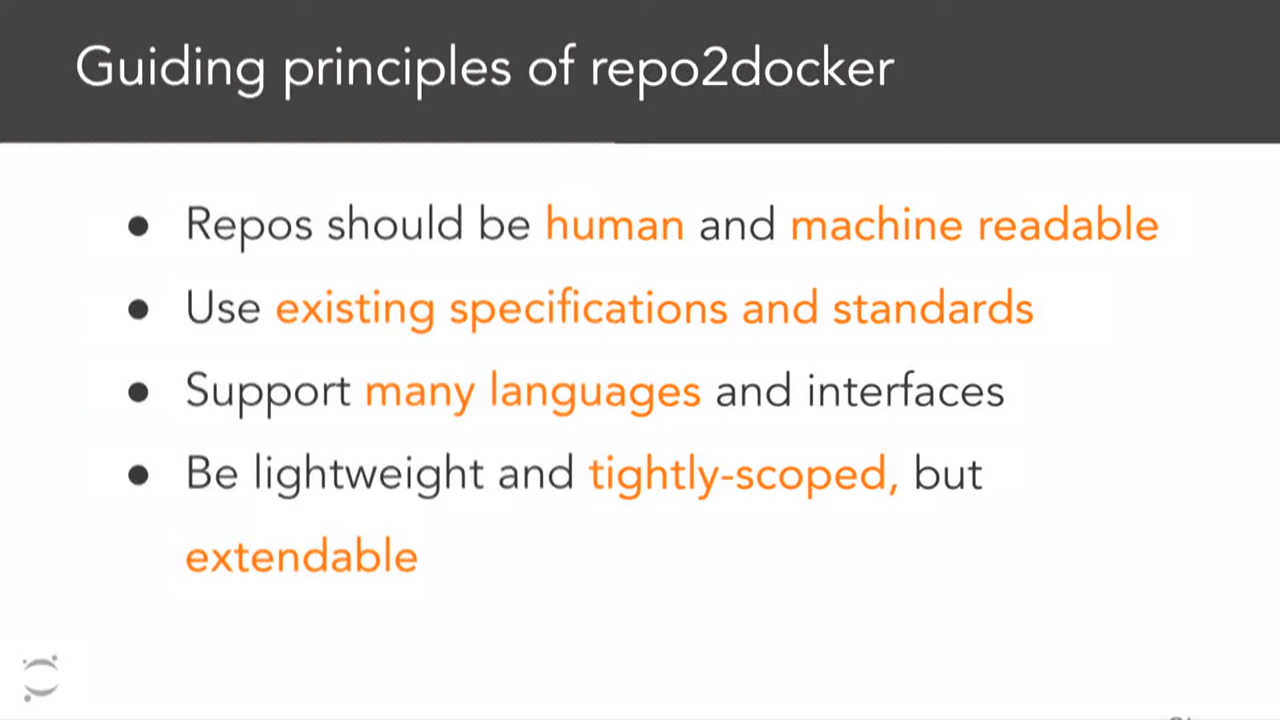 Guiding principles of repo2docker
● Repos should be human and machine readable
● Use existing specifications and standards
● Support many languages and interfaces
● Be lightweight and tightly-scoped, but
extendable